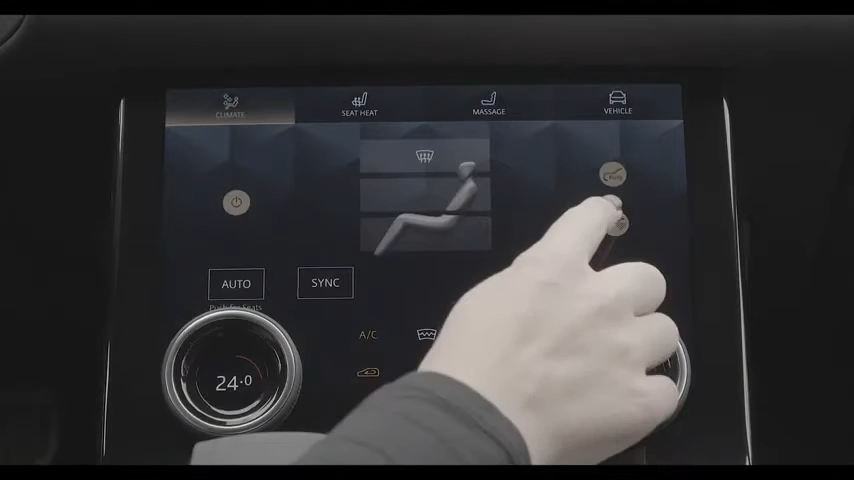 CLIMATE
SEAT HEAT
MASSAGE
VEHICLE
AUTO
SYNC
Push for Seats
A/C
24.0